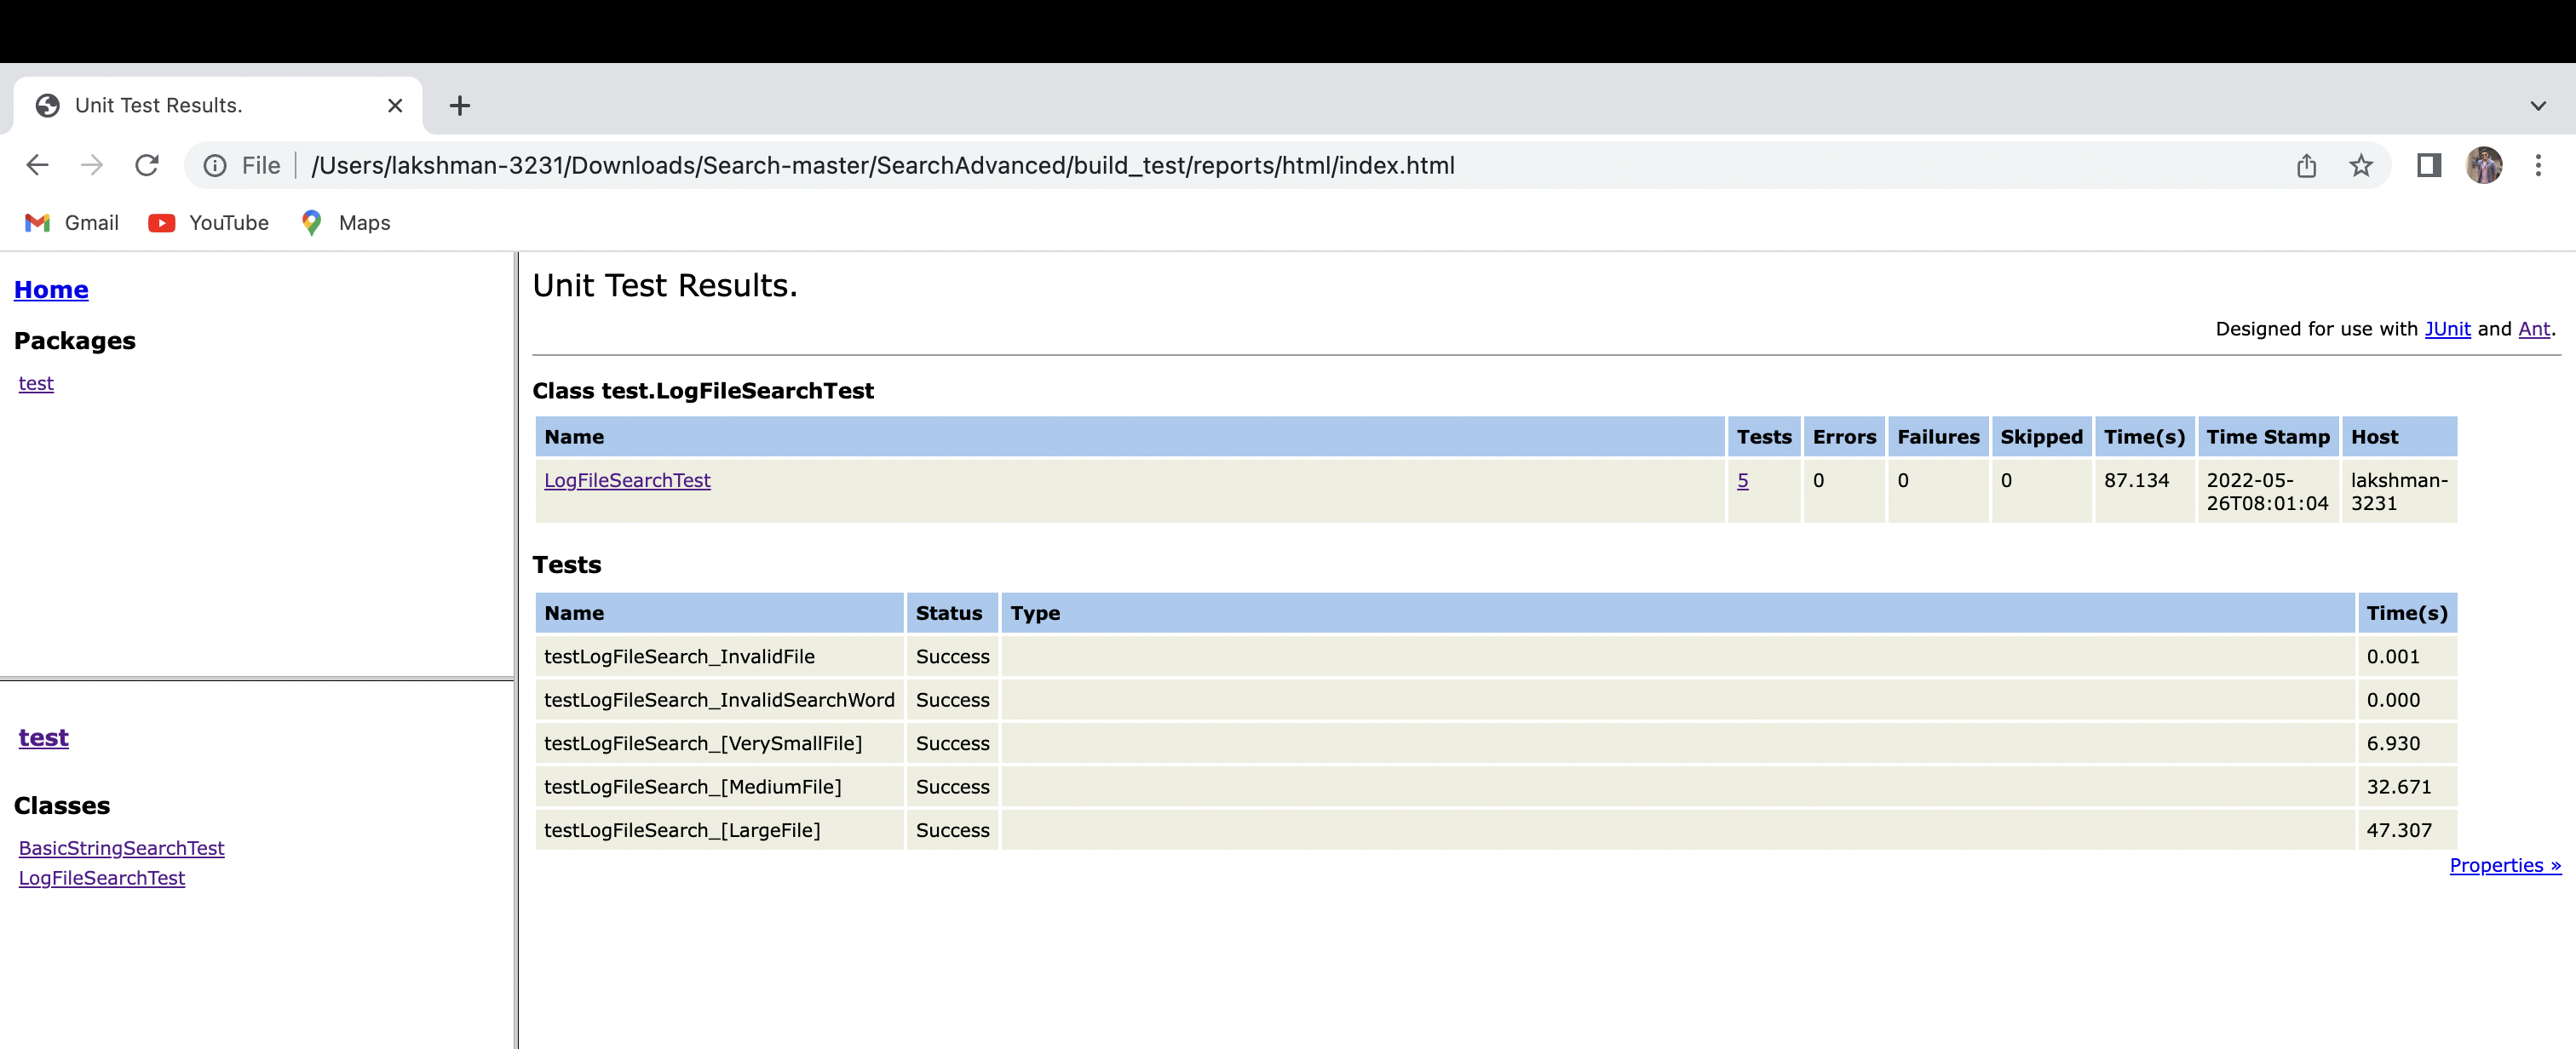 Unit Test Results.
File /Users/lakshman-3231/Downloads/Search-master/SearchAdvanced/build_test/reports/html/index.html
Gmail YouTube Maps
Home
Packages
test
test
Classes
BasicStringSearchTest
LogFileSearchTest
Unit Test Results.
Designed for use with JUnit and Ant.
Class test.LogFileSearchTest
Name Tests Errors Failures Skipped Time(s) Time Stamp Host
LogFileSearchTest 5 0 0 0 87.134 2022-05- lakshman-
26T08:01:04 3231
Tests
Name Status Type Time(s)
testLogFileSearch_InvalidFile Success 0.001
testLogFileSearch_InvalidSearchWord Success 0.000
testLogFileSearch_[VerySmallFile] Success 6.930
testLogFileSearch_[MediumFile] Success 32.671
testLogFileSearch_[LargeFile] Success 47.307
Properties »